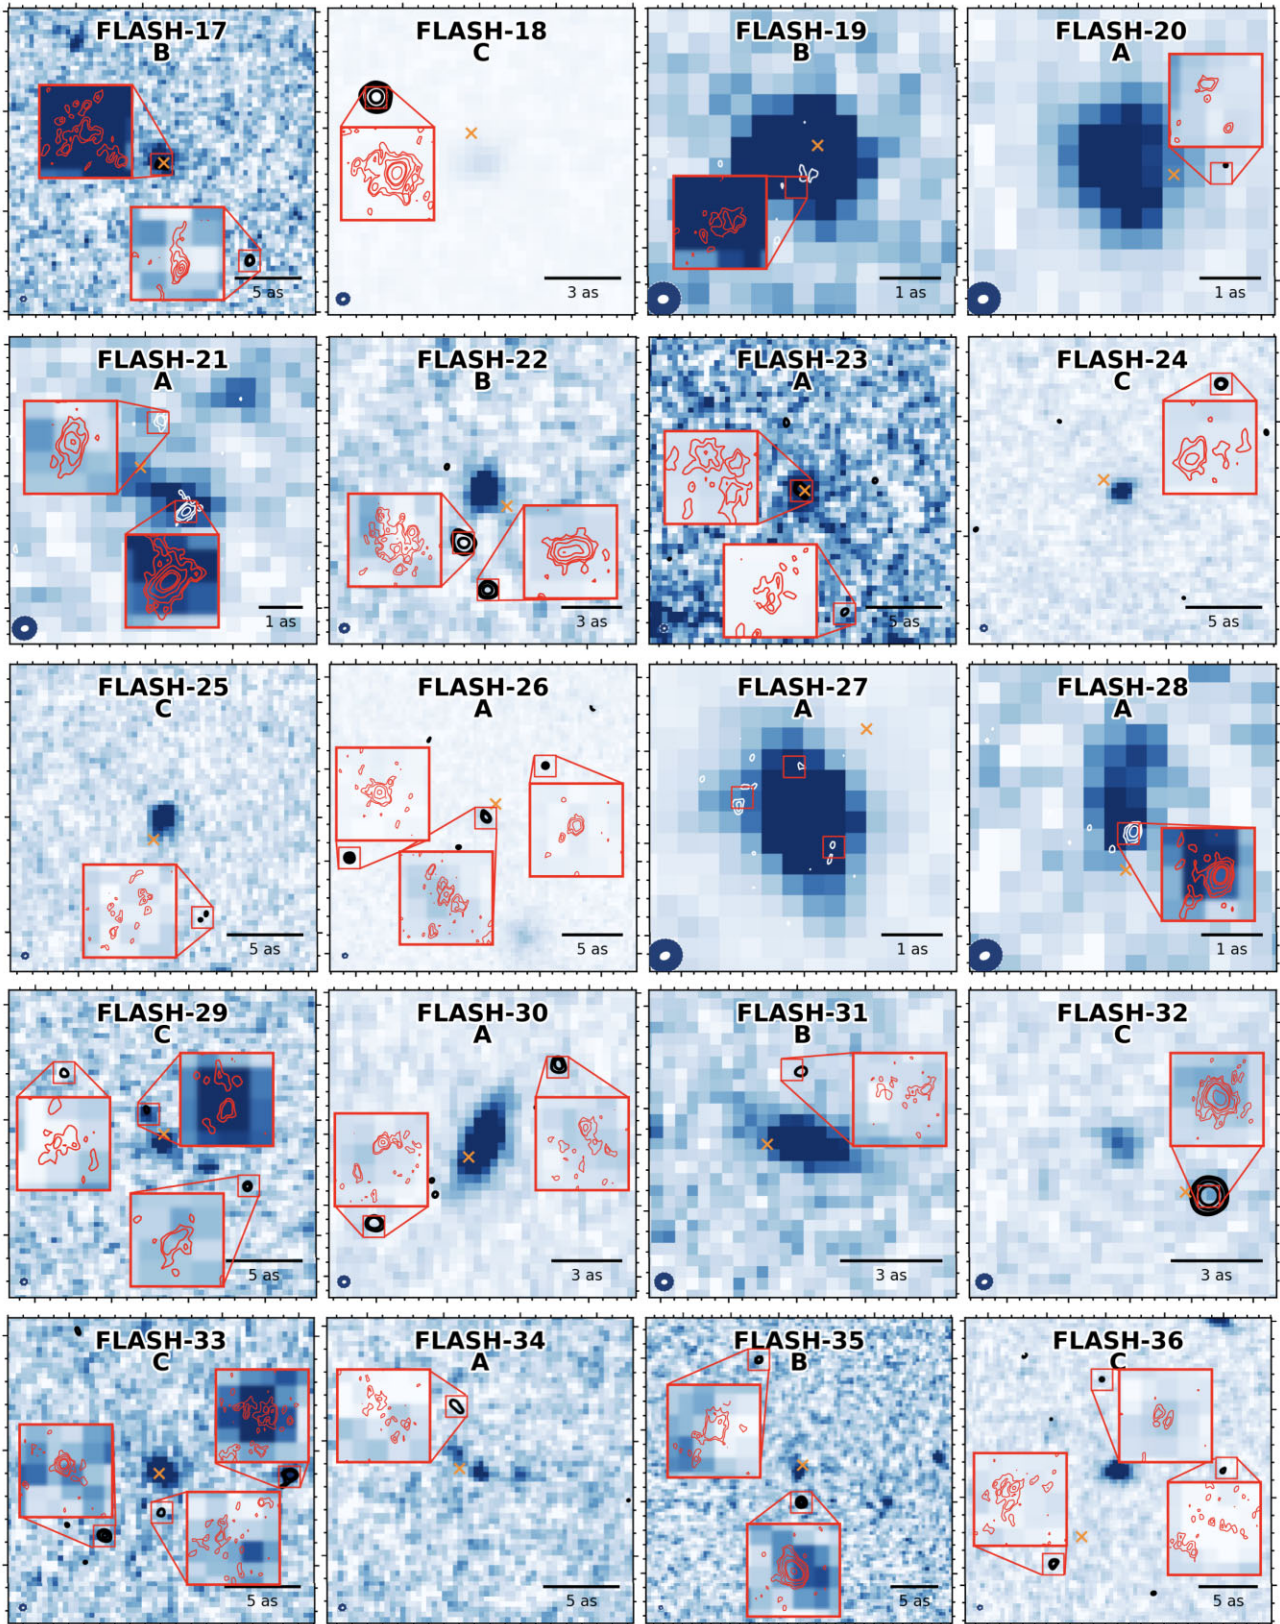 FLASH-17
B
5 as
FLASH-18
C
3 as
FLASH-19
B
1 as
FLASH-20
A
1 as
FLASH-21
A
1 as
FLASH-22
B
3 as
FLASH-23
A
5 as
FLASH-24
C
5 as
FLASH-25
C
5 as
FLASH-26
A
5 as
FLASH-27
A
1 as
FLASH-28
A
1 as
FLASH-29
C
5 as
FLASH-30
A
3 as
FLASH-31
B
3 as
FLASH-32
C
3 as
FLASH-33
C
5 as
FLASH-34
A
5 as
FLASH-35
B
5 as
FLASH-36
C
5 as